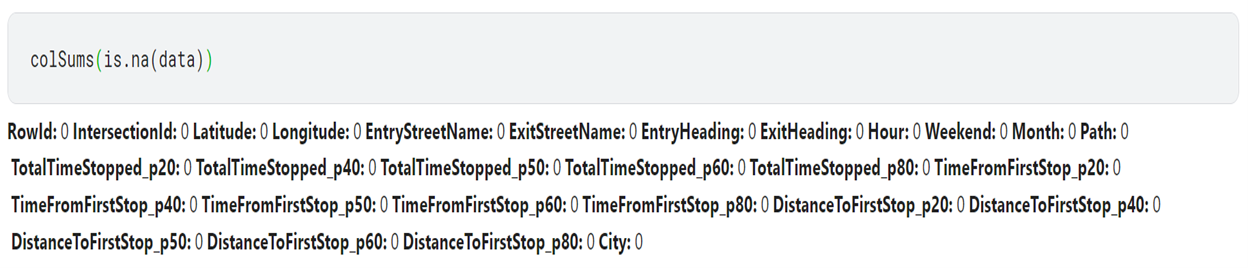 colSums(is.na(data))
RowId: 0 IntersectionId: 0 Latitude: 0 Longitude: 0 EntryStreetName: 0 ExitStreetName: 0 EntryHeading: 0 ExitHeading: 0 Hour: 0 Weekend: 0 Month: 0 Path: 0
TotalTimeStopped_p20: 0 TotalTimeStopped_p40: 0 TotalTimeStopped_p50: 0 TotalTimeStopped_p60: 0 TotalTimeStopped_p80: 0 TimeFromFirstStop_p20: 0
TimeFromFirstStop_p40: 0 TimeFromFirstStop_p50: 0 TimeFromFirstStop_p60: 0 TimeFromFirstStop_p80: 0 DistanceToFirstStop_p20: 0 DistanceToFirstStop_p40: 0
DistanceToFirstStop_p50: 0 DistanceToFirstStop_p60: 0 DistanceToFirstStop_p80: 0 City: 0